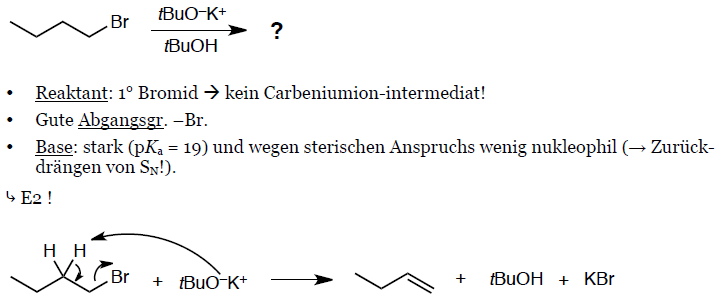 Br
tBuO–K+
tBuOH
?
• Reaktant: 1° Bromid → kein Carbeniumion-intermediat!
• Gute Abgangsgr. –Br.
• Base: stark (pKa = 19) und wegen sterischen Anspruchs wenig nukleophil (→ Zurück-
drängen von SN!).
↳ E2 !
H H
Br + tBuO–K+ + tBuOH + KBr